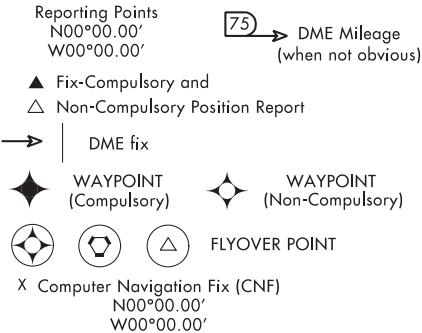 Reporting Points
N00°00.00′
W00°00.00′
75
DME Mileage
(when not obvious)
Fix-Compulsory and
Non-Compulsory Position Report
DME fix
WAYPOINT
(Compulsory)
WAYPOINT
(Non-Compulsory)
FLYOVER POINT
X Computer Navigation Fix (CNF)
N00°00.00′
W00°00.00′